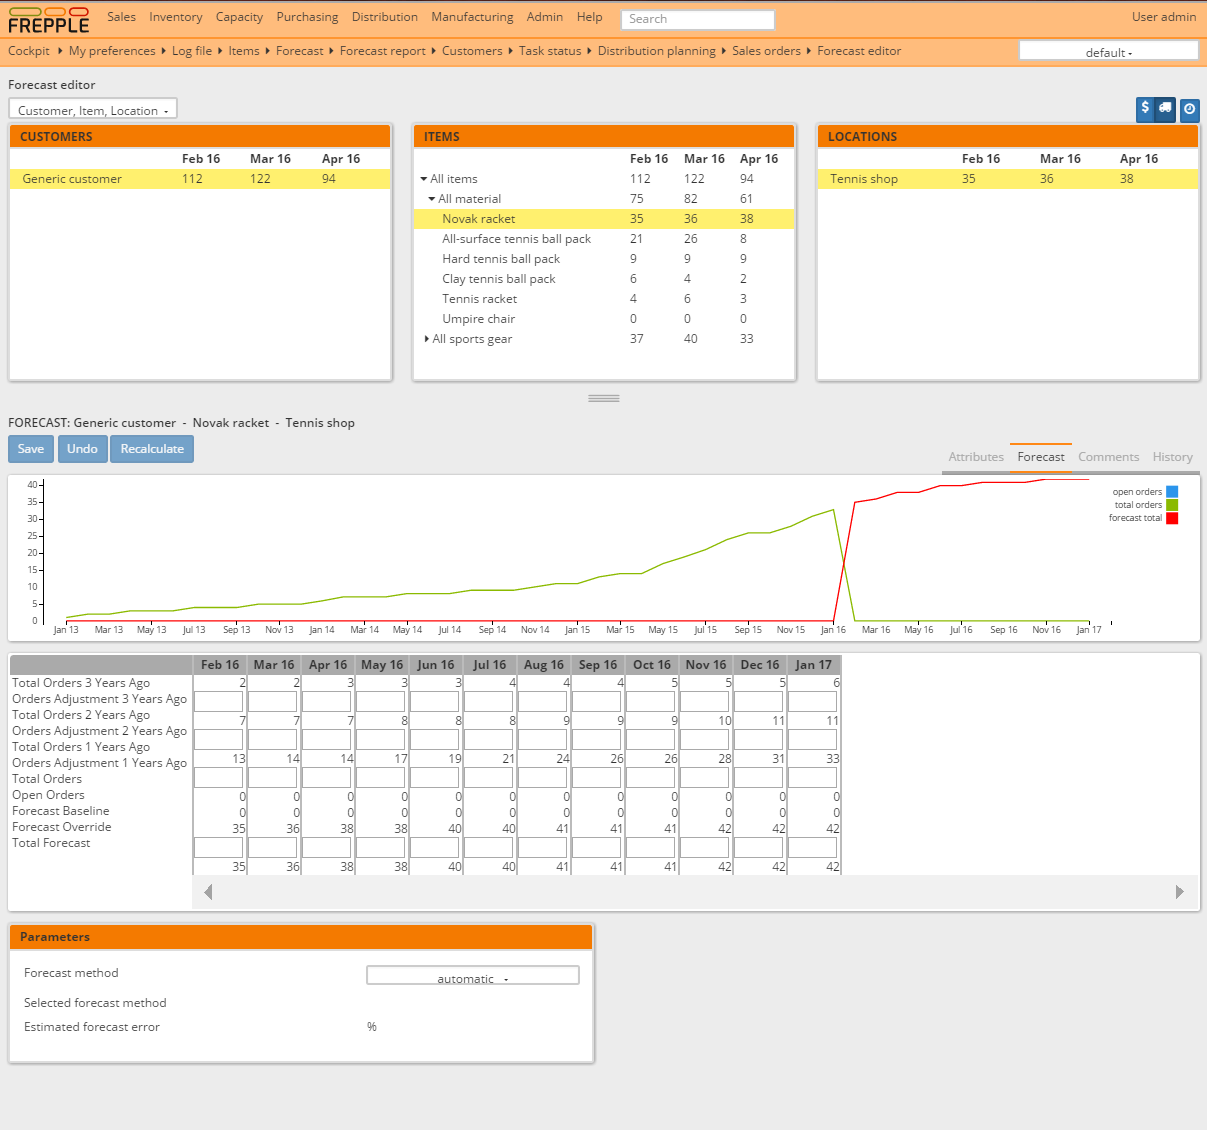 FREPPLE Sales Inventory Capacity Purchasing Distribution Manufacturing Admin Help Search User admin
Cockpit My preferences Log file Items Forecast Forecast report Customers Task status Distribution planning Sales orders Forecast editor default
Forecast editor
Customer, Item, Location
$
CUSTOMERS
Feb 16 Mar 16 Apr 16
Generic customer 112 122 94
ITEMS
Feb 16 Mar 16 Apr 16
All items 112 122 94
All material 75 82 61
Novak racket 35 36 38
All-surface tennis ball pack 21 26 8
Hard tennis ball pack 9 9 9
Clay tennis ball pack 6 4 2
Tennis racket 4 6 3
Umpire chair 0 0 0
All sports gear 37 40 33
LOCATIONS
Feb 16 Mar 16 Apr 16
Tennis shop 35 36 38
FORECAST: Generic customer - Novak racket - Tennis shop
Save Undo Recalculate
Attributes Forecast Comments History
40
35
30
25
20
15
10
5
0
Jan 13 Mar 13 May 13 Jul 13 Sep 13 Nov 13 Jan 14 Mar 14 May 14 Jul 14 Sep 14 Nov 14 Jan 15 Mar 15 May 15 Jul 15 Sep 15 Nov 15 Jan 16 Mar 16 May 16 Jul 16 Sep 16 Nov 16 Jan 17
open orders
total orders
forecast total
Feb 16 Mar 16 Apr 16 May 16 Jun 16 Jul 16 Aug 16 Sep 16 Oct 16 Nov 16 Dec 16 Jan 17
Total Orders 3 Years Ago
Orders Adjustment 3 Years Ago
Total Orders 2 Years Ago
Orders Adjustment 2 Years Ago
Total Orders 1 Years Ago
Orders Adjustment 1 Years Ago
Total Orders
Open Orders
Forecast Baseline
Forecast Override
Total Forecast
2 2 3 3 3 4 4 4 5 5 5 6
7 7 7 8 8 8 9 9 9 10 11 11
13 14 14 17 19 21 24 26 26 28 31 33
0 0 0 0 0 0 0 0 0 0 0 0
0 0 0 0 0 0 0 0 0 0 0 0
35 36 38 38 40 40 41 41 41 42 42 42
35 36 38 38 40 40 41 41 41 42 42 42
Parameters
Forecast method automatic
Selected forecast method
Estimated forecast error %